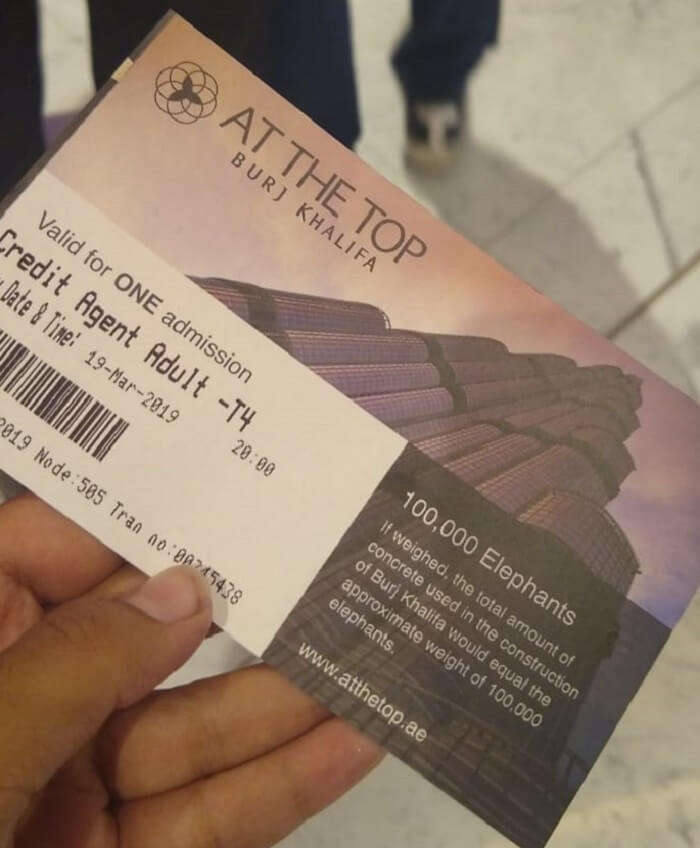 AT THE TOP
BURJ KHALIFA
Valid for ONE admission
Credit Agent Adult -T4
Date & Time: 19-Mar-2019 20:00
2019 Node:505 Tran no:00245438
100,000 Elephants
If weighed, the total amount of
concrete used in the construction
of Burj Khalifa would equal the
approximate weight of 100,000
elephants.
www.atthetop.ae